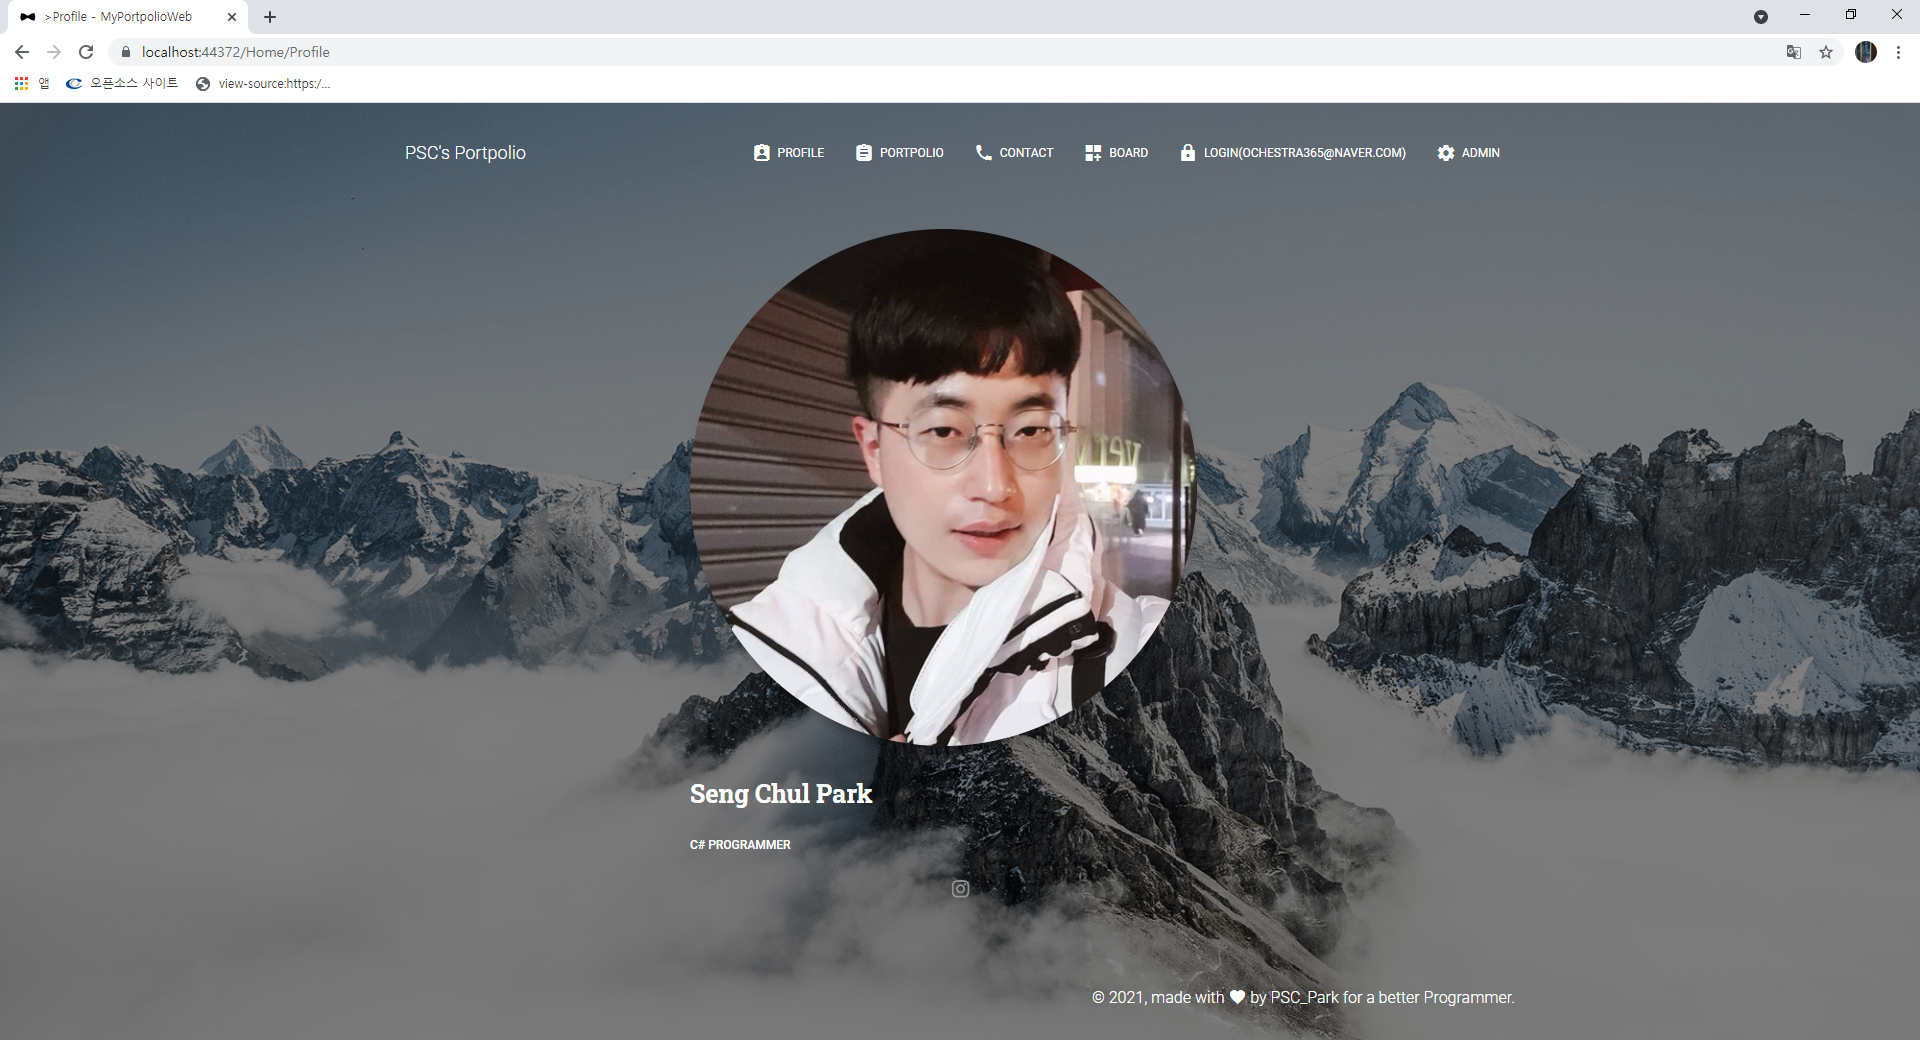 >Profile - MyPortpolioWeb
localhost:44372/Home/Profile
앱 오픈소스 사이트 view-source:https:/...
PSC's Portpolio PROFILE PORTPOLIO CONTACT BOARD LOGIN(OCHESTRA365@NAVER.COM) ADMIN
Seng Chul Park
C# PROGRAMMER
© 2021, made with by PSC_Park for a better Programmer.